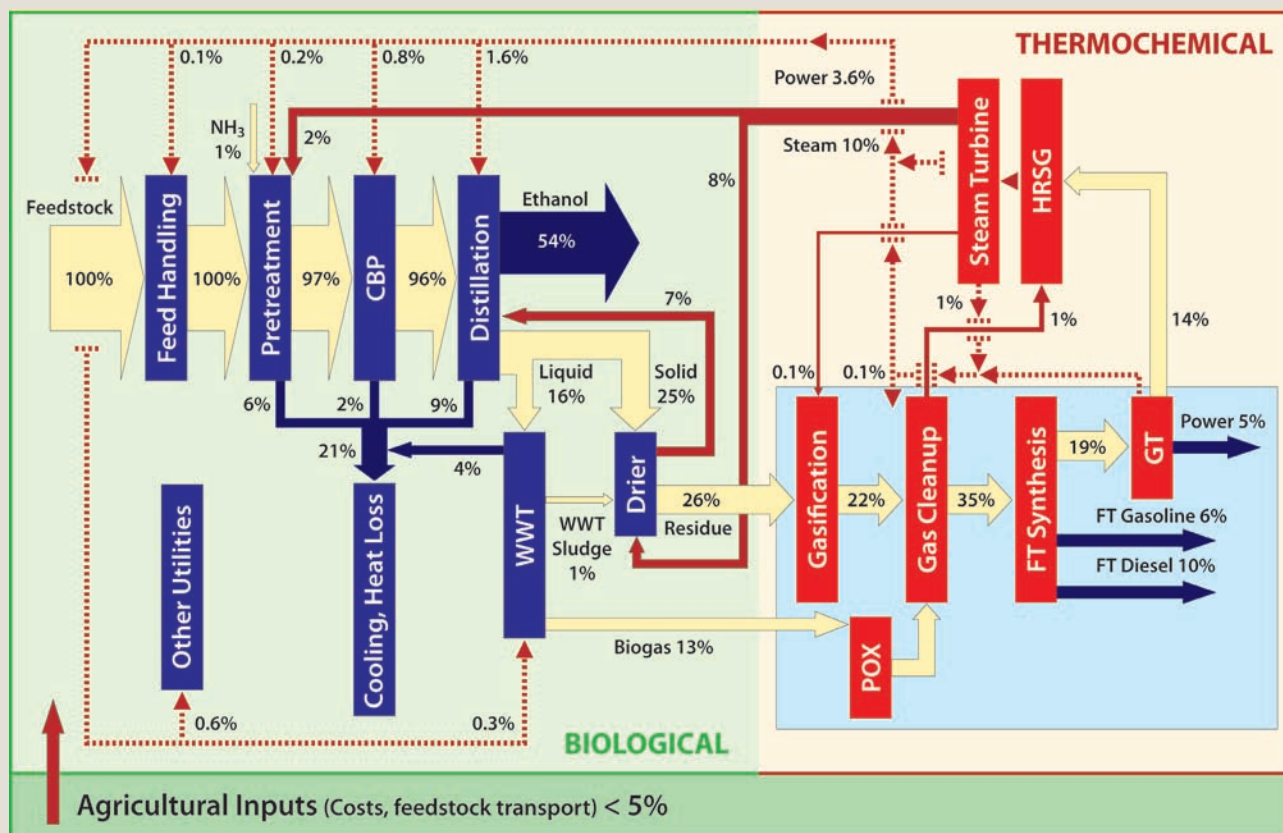 THERMOCHEMICAL
0.1%
0.2%
0.8%
1.6%
Power 3.6%
NH3
1%
2%
Steam 10%
8%
Steam Turbine
HRSG
Feedstock
100%
Feed Handling
100%
Pretreatment
97%
CBP
96%
Distillation
Ethanol
54%
7%
1%
1%
14%
6%
2%
9%
Liquid
16%
Solid
25%
0.1%
0.1%
21%
4%
Cooling, Heat Loss
Other Utilities
WWT
Drier
WWT
Sludge
1%
26%
Residue
Gasification
22%
Gas Cleanup
35%
FT Synthesis
19%
GT
Power 5%
FT Gasoline 6%
FT Diesel 10%
Biogas 13%
POX
0.6%
0.3%
BIOLOGICAL
Agricultural Inputs (Costs, feedstock transport) < 5%